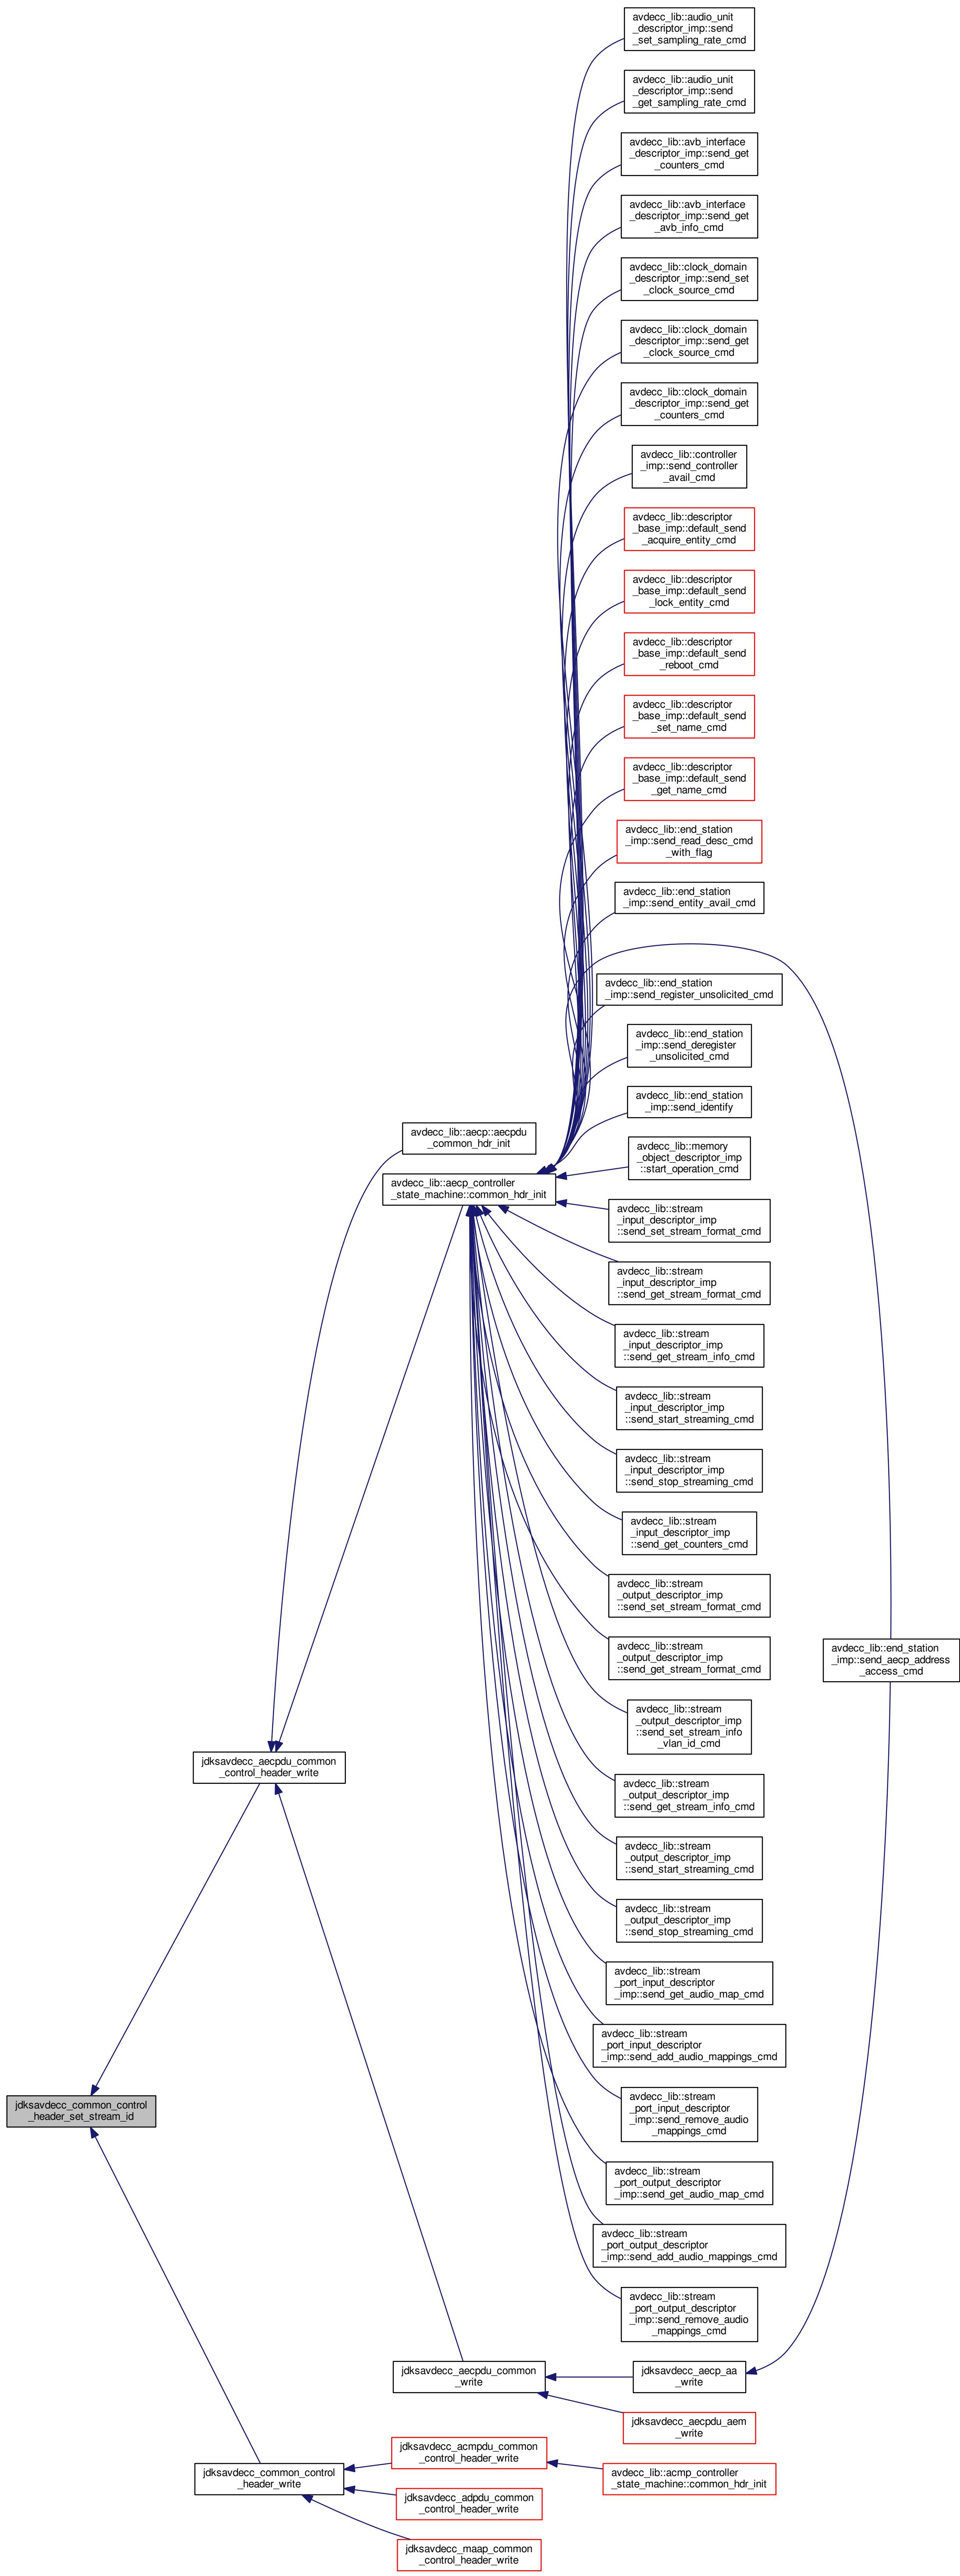 avdecc_lib::audio_unit
_descriptor_imp::send
_set_sampling_rate_cmd
avdecc_lib::audio_unit
_descriptor_imp::send
_get_sampling_rate_cmd
avdecc_lib::avb_interface
_descriptor_imp::send_get
_counters_cmd
avdecc_lib::avb_interface
_descriptor_imp::send_get
_avb_info_cmd
avdecc_lib::clock_domain
_descriptor_imp::send_set
_clock_source_cmd
avdecc_lib::clock_domain
_descriptor_imp::send_get
_clock_source_cmd
avdecc_lib::clock_domain
_descriptor_imp::send_get
_counters_cmd
avdecc_lib::controller
_imp::send_controller
_avail_cmd
avdecc_lib::descriptor
_base_imp::default_send
_acquire_entity_cmd
avdecc_lib::descriptor
_base_imp::default_send
_lock_entity_cmd
avdecc_lib::descriptor
_base_imp::default_send
_reboot_cmd
avdecc_lib::descriptor
_base_imp::default_send
_set_name_cmd
avdecc_lib::descriptor
_base_imp::default_send
_get_name_cmd
avdecc_lib::end_station
_imp::send_read_desc_cmd
_with_flag
avdecc_lib::end_station
_imp::send_entity_avail_cmd
avdecc_lib::end_station
_imp::send_register_unsolicited_cmd
avdecc_lib::end_station
_imp::send_deregister
_unsolicited_cmd
avdecc_lib::end_station
_imp::send_identify
avdecc_lib::aecp::aecpdu
_common_hdr_init
avdecc_lib::memory
_object_descriptor_imp
::start_operation_cmd
avdecc_lib::aecp_controller
_state_machine::common_hdr_init
avdecc_lib::stream
_input_descriptor_imp
::send_set_stream_format_cmd
avdecc_lib::stream
_input_descriptor_imp
::send_get_stream_format_cmd
avdecc_lib::stream
_input_descriptor_imp
::send_get_stream_info_cmd
avdecc_lib::stream
_input_descriptor_imp
::send_start_streaming_cmd
avdecc_lib::stream
_input_descriptor_imp
::send_stop_streaming_cmd
avdecc_lib::stream
_input_descriptor_imp
::send_get_counters_cmd
avdecc_lib::stream
_output_descriptor_imp
::send_set_stream_format_cmd
avdecc_lib::stream
_output_descriptor_imp
::send_get_stream_format_cmd
avdecc_lib::end_station
_imp::send_aecp_address
_access_cmd
avdecc_lib::stream
_output_descriptor_imp
::send_set_stream_info
_vlan_id_cmd
jdksavdecc_aecpdu_common
_control_header_write
avdecc_lib::stream
_output_descriptor_imp
::send_get_stream_info_cmd
avdecc_lib::stream
_output_descriptor_imp
::send_start_streaming_cmd
avdecc_lib::stream
_output_descriptor_imp
::send_stop_streaming_cmd
avdecc_lib::stream
_port_input_descriptor
_imp::send_get_audio_map_cmd
avdecc_lib::stream
_port_input_descriptor
_imp::send_add_audio_mappings_cmd
jdksavdecc_common_control
_header_set_stream_id
avdecc_lib::stream
_port_input_descriptor
_imp::send_remove_audio
_mappings_cmd
avdecc_lib::stream
_port_output_descriptor
_imp::send_get_audio_map_cmd
avdecc_lib::stream
_port_output_descriptor
_imp::send_add_audio_mappings_cmd
avdecc_lib::stream
_port_output_descriptor
_imp::send_remove_audio
_mappings_cmd
jdksavdecc_aecpdu_common
_write
jdksavdecc_aecp_aa
_write
jdksavdecc_aecpdu_aem
_write
jdksavdecc_acmpdu_common
_control_header_write
jdksavdecc_common_control
_header_write
avdecc_lib::acmp_controller
_state_machine::common_hdr_init
jdksavdecc_adpdu_common
_control_header_write
jdksavdecc_maap_common
_control_header_write